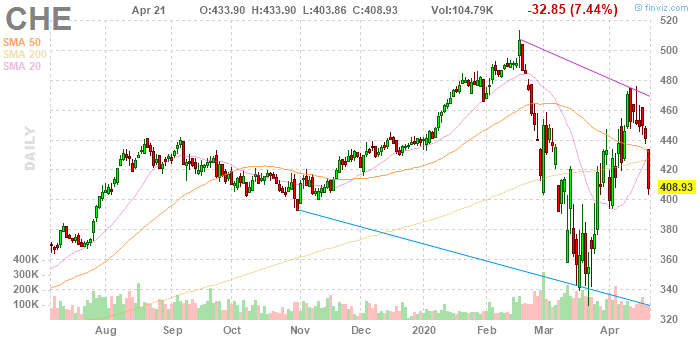 CHE
Apr 21
O:433.90 H:433.90 L:403.86 C:408.93
Vol:104.79K
-32.85 (7.44%)
© finviz.com
SMA 50
SMA 200
SMA 20
DAILY
520
500
480
460
440
420
408.93
400
380
360
340
320
400K
300K
200K
100K
Aug Sep Oct Nov Dec 2020 Feb Mar Apr